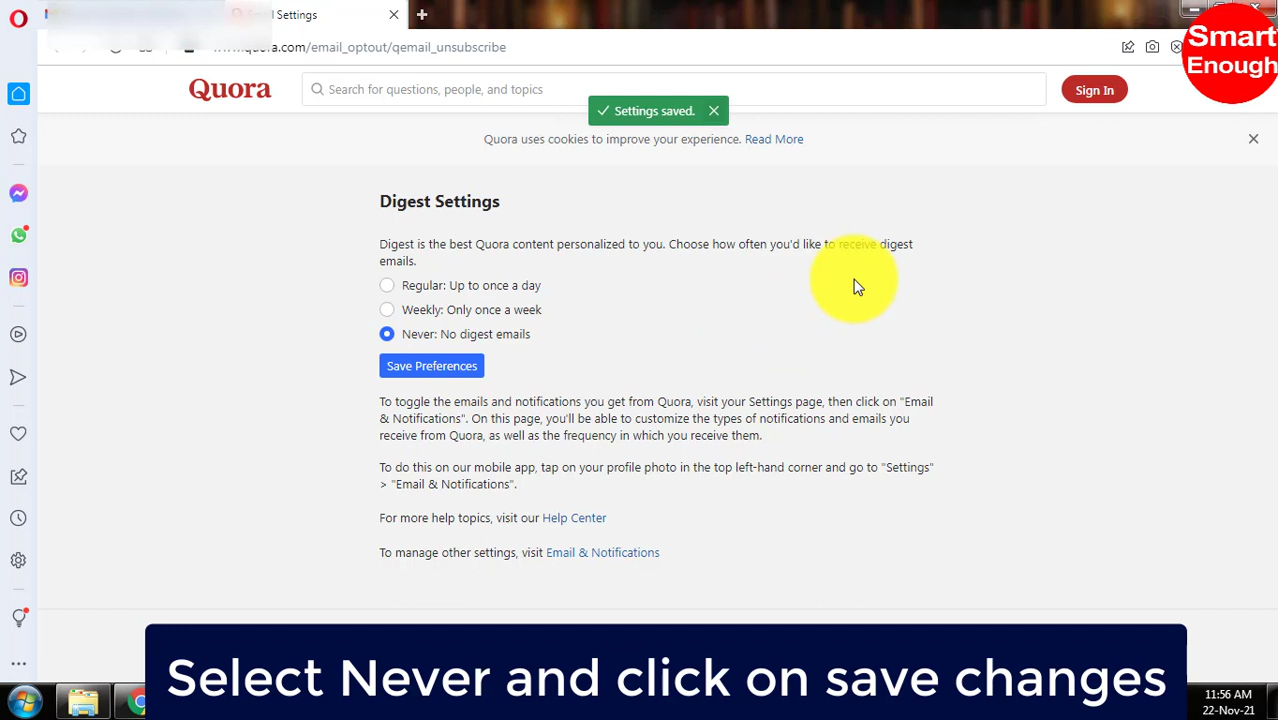 Settings
Smart
Enough
www.quora.com/email_optout/qemail_unsubscribe
Quora
Search for questions, people, and topics
Sign In
Settings saved.
Quora uses cookies to improve your experience. Read More
Digest Settings
Digest is the best Quora content personalized to you. Choose how often you'd like to receive digest
emails.
Regular: Up to once a day
Weekly: Only once a week
Never: No digest emails
Save Preferences
To toggle the emails and notifications you get from Quora, visit your Settings page, then click on "Email
& Notifications". On this page, you'll be able to customize the types of notifications and emails you
receive from Quora, as well as the frequency in which you receive them.
To do this on our mobile app, tap on your profile photo in the top left-hand corner and go to "Settings"
> "Email & Notifications".
For more help topics, visit our Help Center
To manage other settings, visit Email & Notifications
Select Never and click on save changes
11:56 AM
22-Nov-21